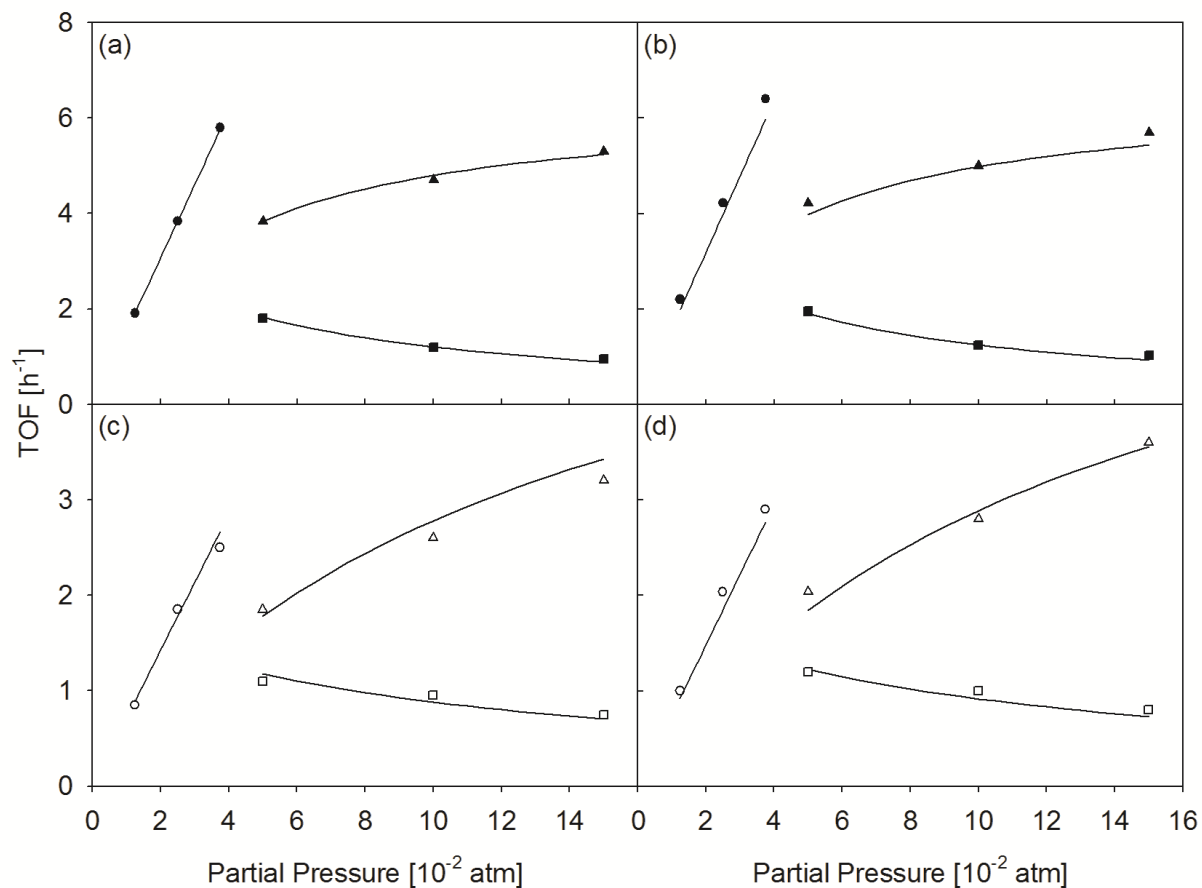 8
(a)
(b)
6
4
2
0
TOF [h⁻¹]
(c)
(d)
3
2
1
0
0 2 4 6 8 10 12 14
0 2 4 6 8 10 12 14 16
Partial Pressure [10⁻² atm]
Partial Pressure [10⁻² atm]